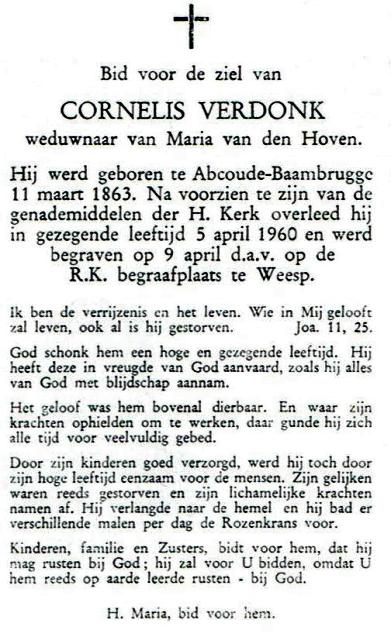 Bid voor de ziel van
CORNELIS VERDONK
weduwnaar van Maria van den Hoven.
Hij werd geboren te Abcoude-Baambrugge
11 maart 1863. Na voorzien te zijn van de
genademiddelen der H. Kerk overleed hij
in gezegende leeftijd 5 april 1960 en werd
begraven op 9 april d.a.v. op de
R.K. begraafplaats te Weesp.
Ik ben de verrijzenis en het leven. Wie in Mij gelooft
zal leven, ook al is hij gestorven. Joa. 11, 25.
God schonk hem een hoge en gezegende leeftijd. Hij
heeft deze in vreugde van God aanvaard, zoals hij alles
van God met blijdschap aannam.
Het geloof was hem bovenal dierbaar. En waar zijn
krachten ophielden om te werken, daar gunde hij zich
alle tijd voor veelvuldig gebed.
Door zijn kinderen goed verzorgd, werd hij toch door
zijn hoge leeftijd eenzaam voor de mensen. Zijn gelijken
waren reeds gestorven en zijn lichamelijke krachten
namen af. Hij verlangde naar de hemel en hij bad er
verschillende malen per dag de Rozenkrans voor.
Kinderen, familie en Zusters, bidt voor hem, dat hij
mag rusten bij God; hij zal voor U bidden, omdat U
hem reeds op aarde leerde rusten - bij God.
H. Maria, bid voor hem.